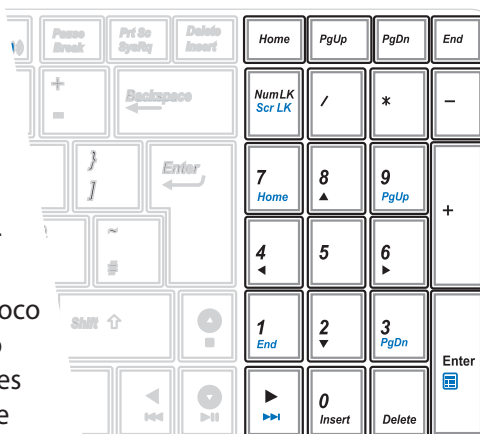 Pause Break
Prt Sc SysRq
Delete Insert
Home
PgUp
PgDn
End
+ =
Backspace
NumLK Scr LK
/
*
-
} ]
Enter
7 Home
8 ▲
9 PgUp
+
~ #
4 ◀
5
6 ▶
oco
es
e
Shift ⇧
1 End
2 ▼
3 PgDn
Enter
0 Insert
Delete